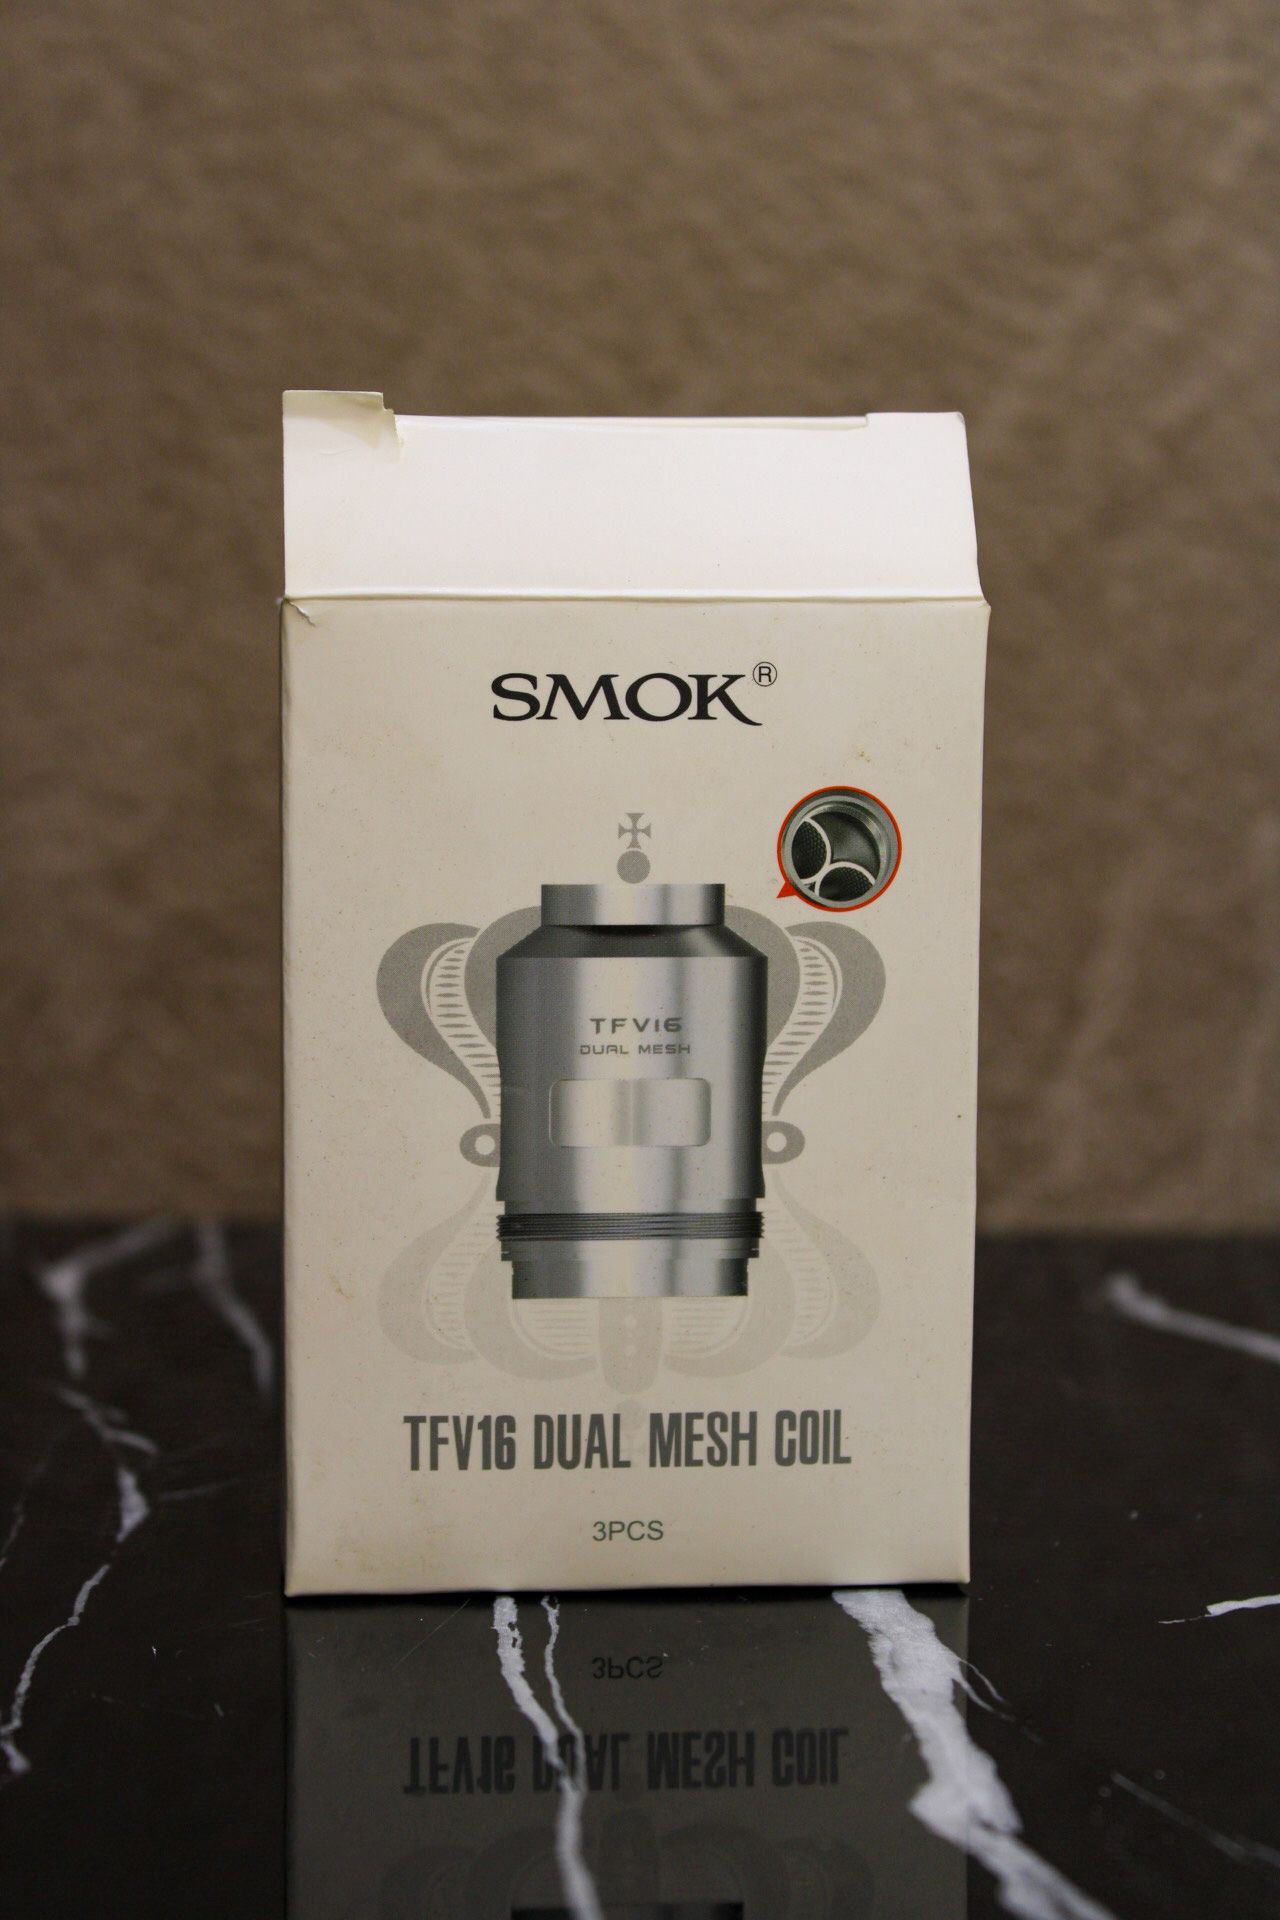 SMOK®
TFV16
DUAL MESH
TFV16 DUAL MESH COIL
3PCS